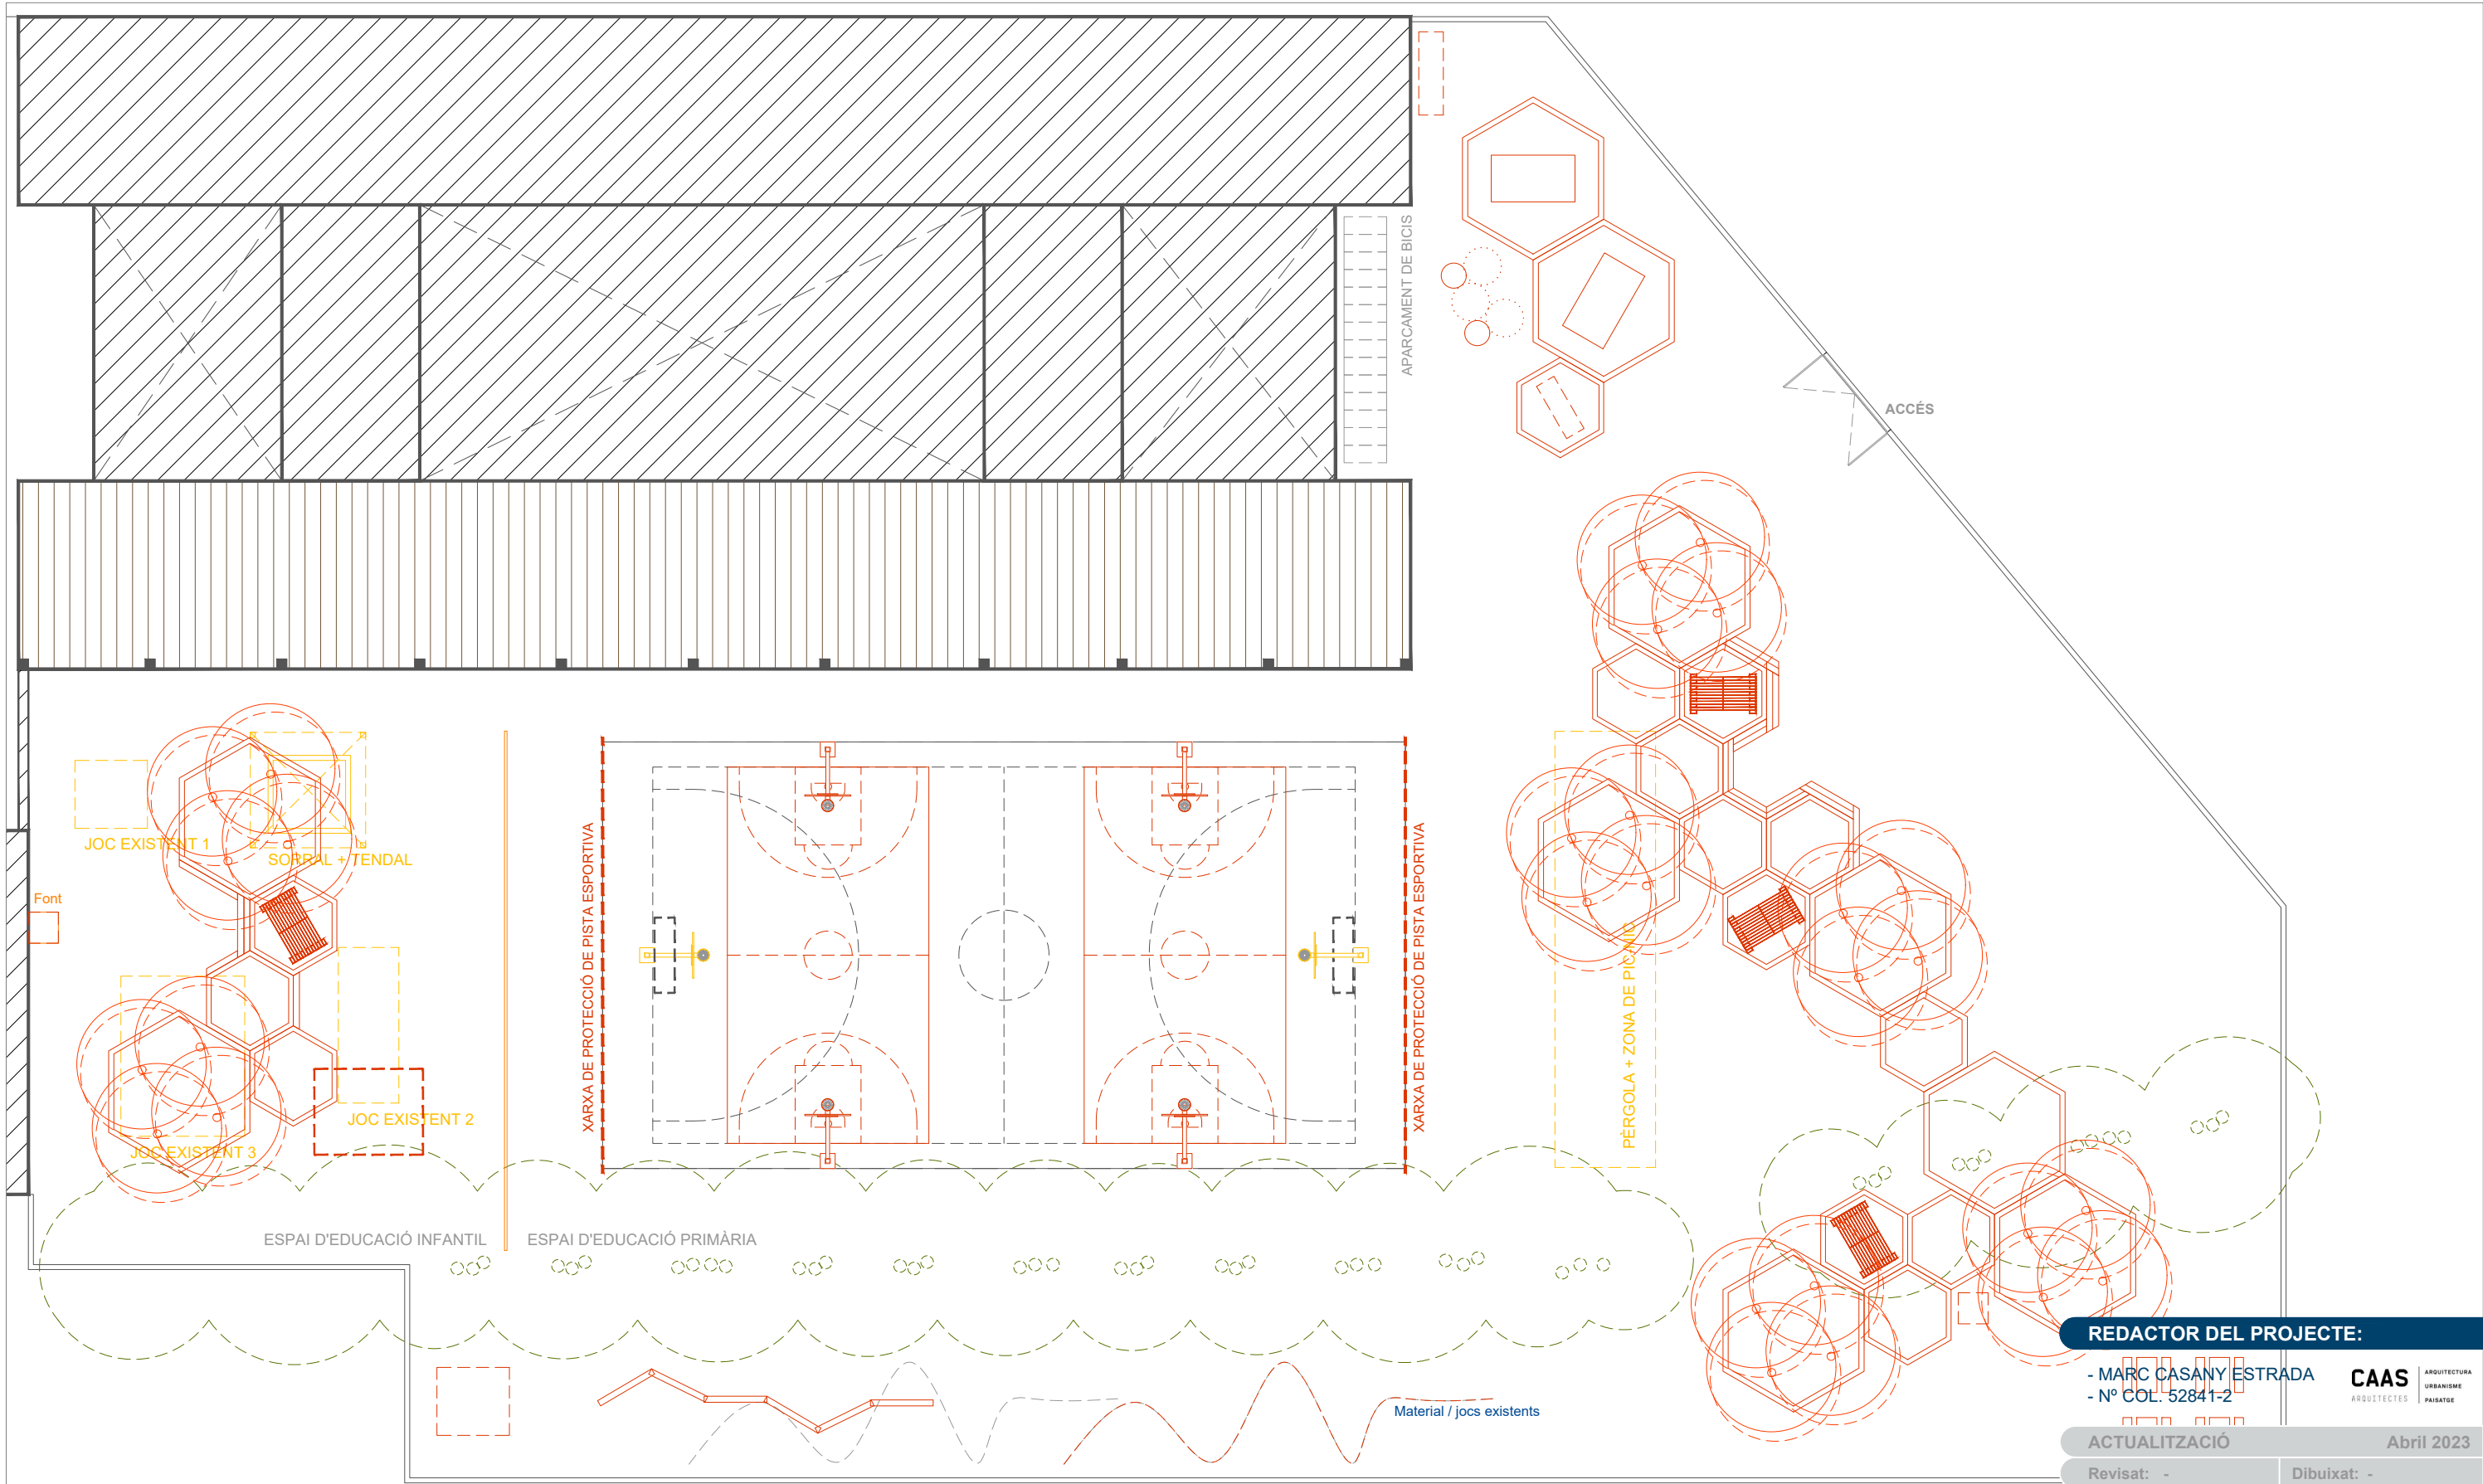 APARCAMENT DE BICIS
ACCÉS
JOC EXISTENT 1
SORRAL + TENDAL
Font
XARXA DE PROTECCIÓ DE PISTA ESPORTIVA
XARXA DE PROTECCIÓ DE PISTA ESPORTIVA
PÈRGOLA + ZONA DE PICNIC
JOC EXISTENT 2
JOC EXISTENT 3
ESPAI D'EDUCACIÓ INFANTIL
ESPAI D'EDUCACIÓ PRIMÀRIA
Material / jocs existents
REDACTOR DEL PROJECTE:
- MARC CASANY ESTRADA
- Nº COL. 52841-2
CAAS
ARQUITECTES
ARQUITECTURA
URBANISME
PAISATGE
ACTUALITZACIÓ Abril 2023
Revisat: - Dibuixat: -